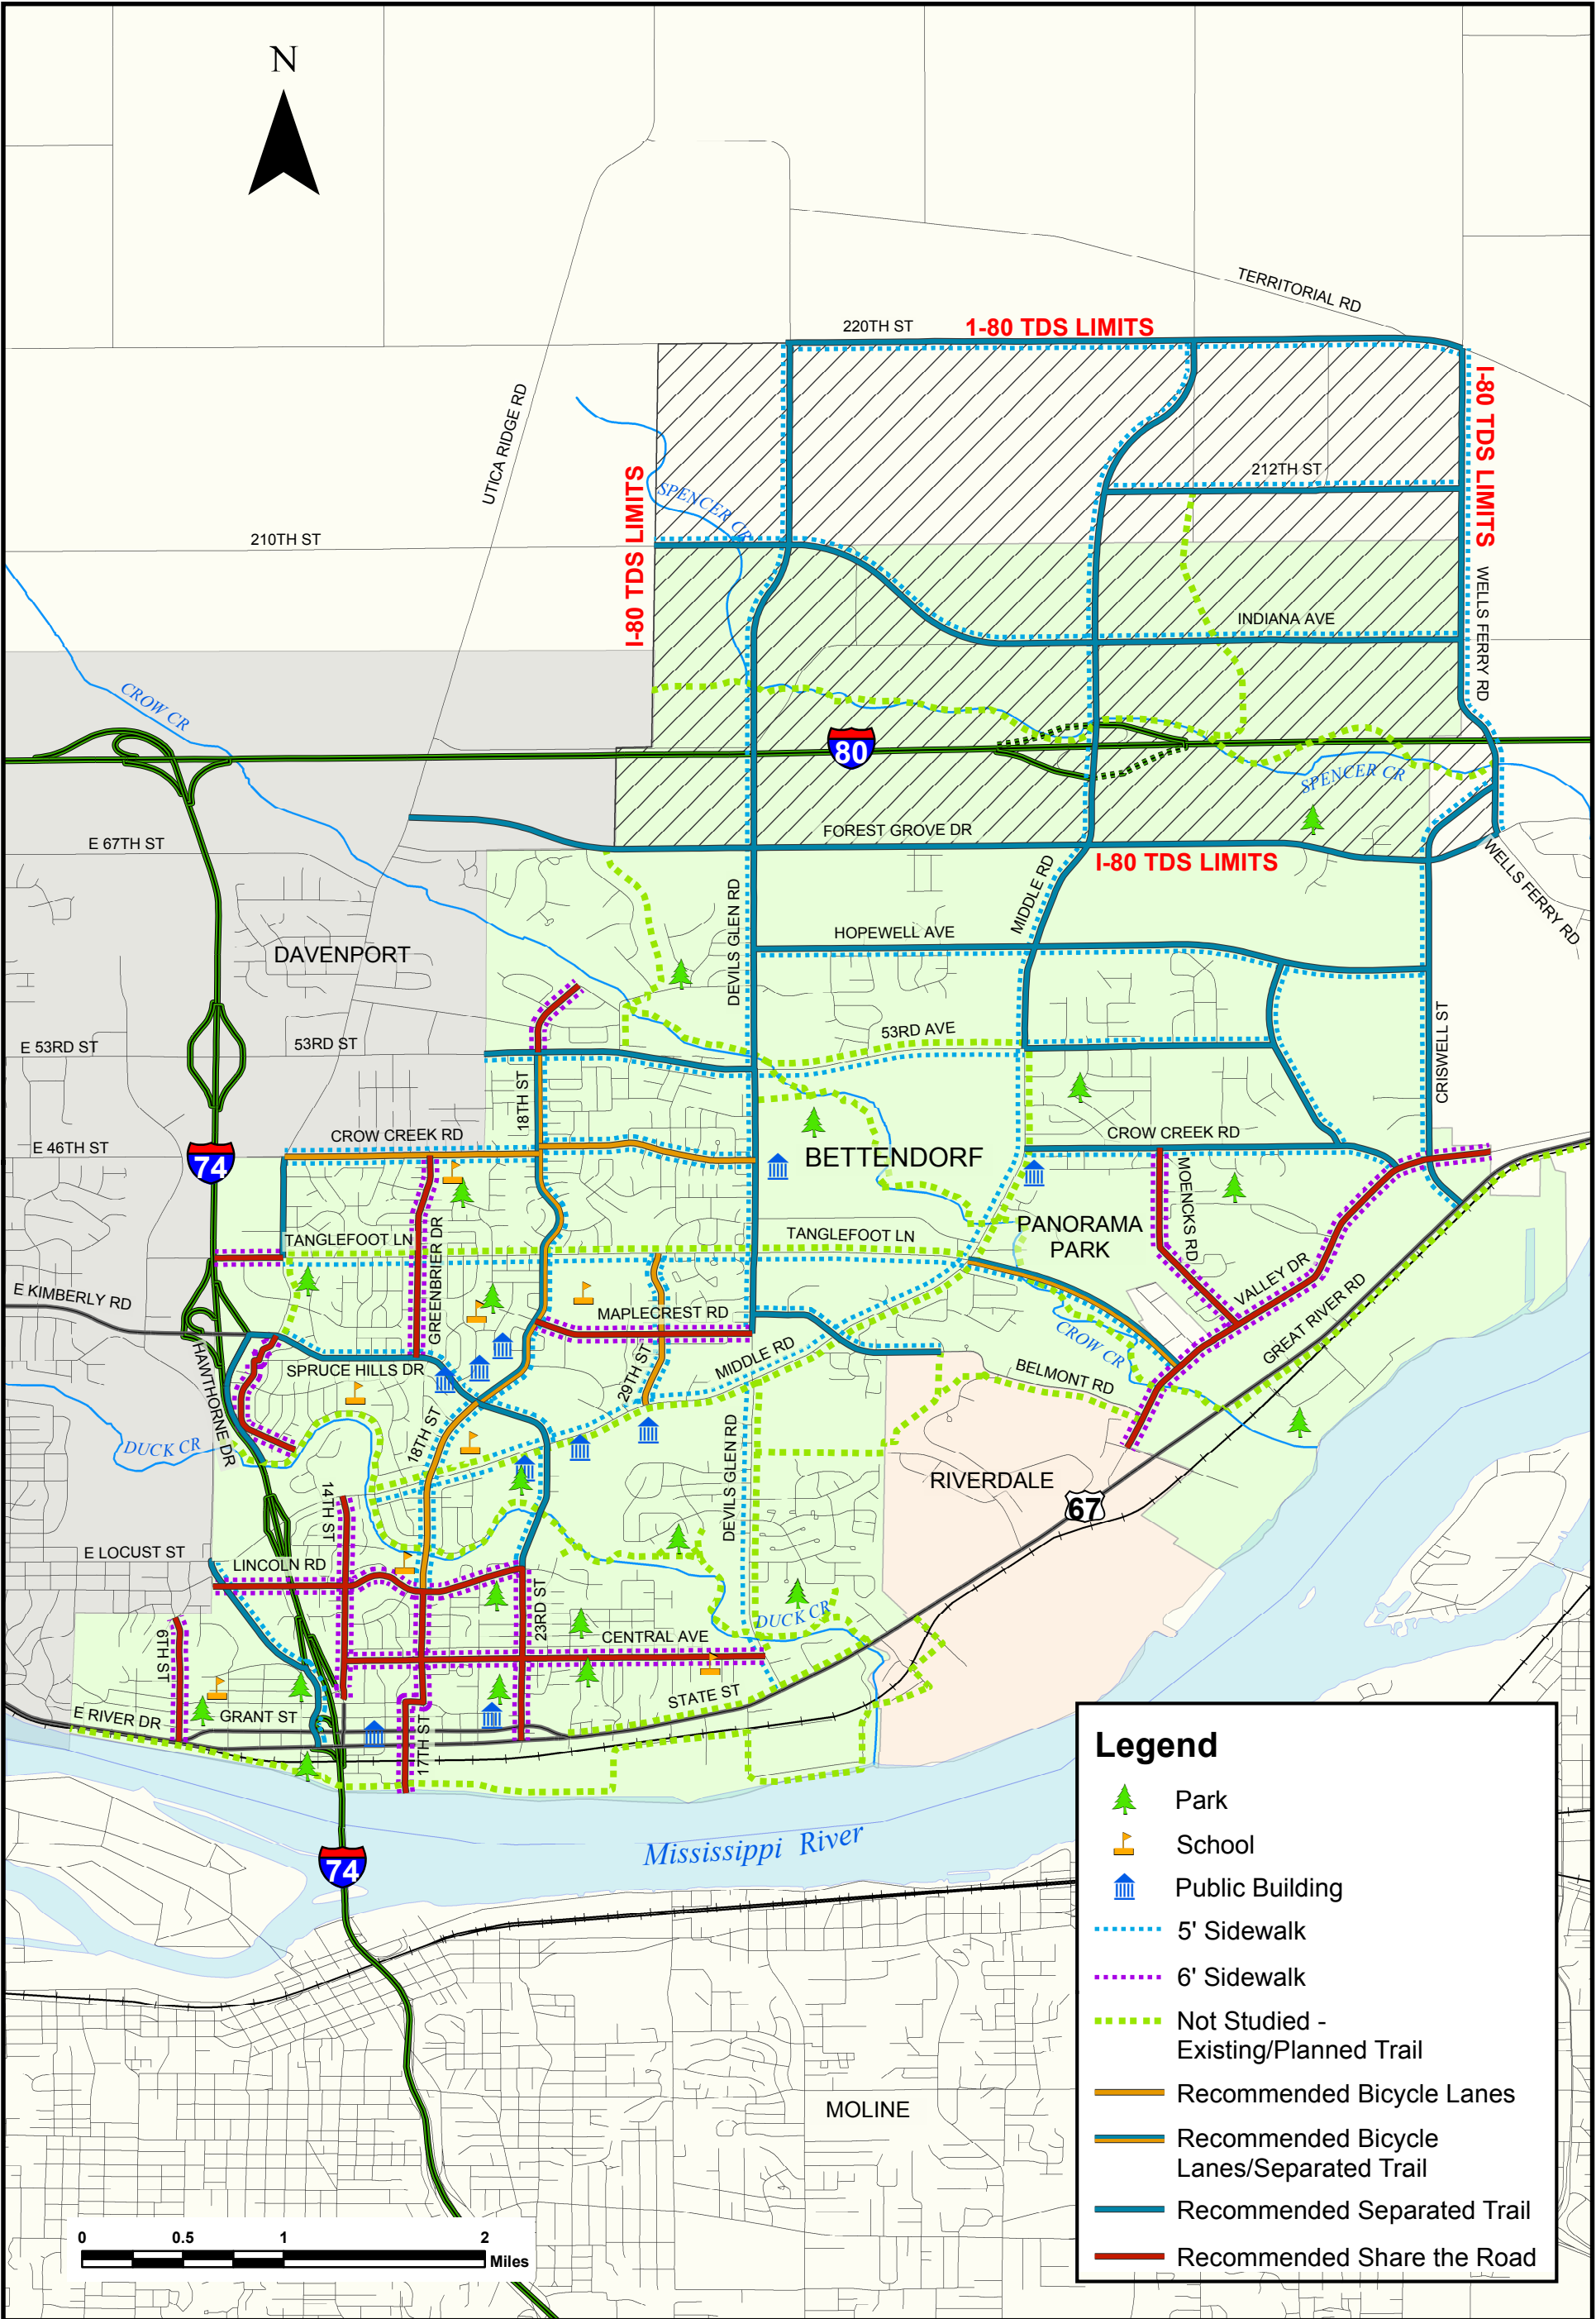 N
TERRITORIAL RD
220TH ST
1-80 TDS LIMITS
UTICA RIDGE RD
I-80 TDS LIMITS
I-80 TDS LIMITS
212TH ST
SPENCER CR
210TH ST
INDIANA AVE
WELLS FERRY RD
CROW CR
80
SPENCER CR
FOREST GROVE DR
E 67TH ST
I-80 TDS LIMITS
WELLS FERRY RD
MIDDLE RD
DEVILS GLEN RD
HOPEWELL AVE
DAVENPORT
53RD AVE
E 53RD ST
53RD ST
CRISWELL ST
18TH ST
CROW CREEK RD
CROW CREEK RD
E 46TH ST
74
BETTENDORF
MOENCKS RD
PANORAMA
PARK
TANGLEFOOT LN
TANGLEFOOT LN
GREENBRIER DR
E KIMBERLY RD
VALLEY DR
MAPLECREST RD
GREAT RIVER RD
CROW CR
HAWTHORNE DR
SPRUCE HILLS DR
29TH ST
MIDDLE RD
BELMONT RD
18TH ST
DUCK CR
DEVILS GLEN RD
RIVERDALE
14TH ST
67
E LOCUST ST
LINCOLN RD
23RD ST
DUCK CR
6TH ST
CENTRAL AVE
STATE ST
E RIVER DR
GRANT ST
17TH ST
Mississippi River
74
MOLINE
Legend
Park
School
Public Building
5' Sidewalk
6' Sidewalk
Not Studied -
Existing/Planned Trail
Recommended Bicycle Lanes
Recommended Bicycle
Lanes/Separated Trail
Recommended Separated Trail
Recommended Share the Road
0 0.5 1 2
Miles